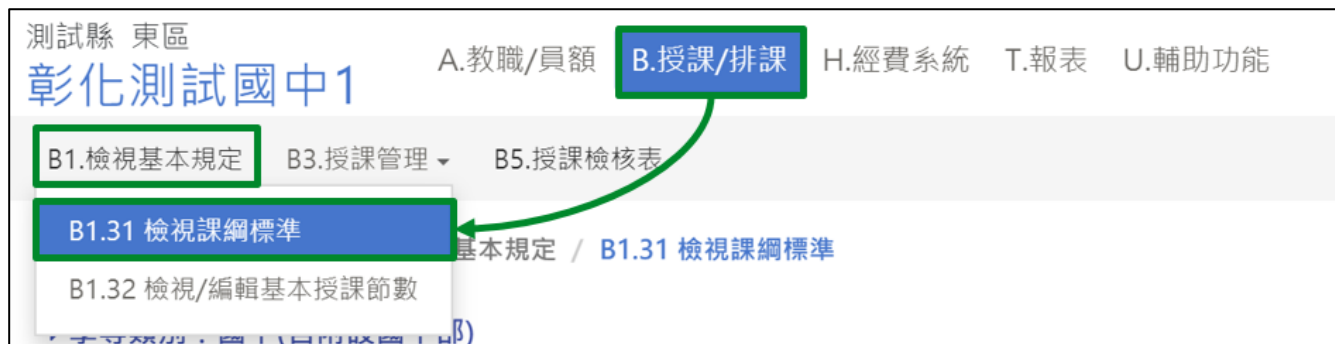 測試縣 東區
彰化測試國中1
A.教職/員額 B.授課/排課 H.經費系統 T.報表 U.輔助功能
B1.檢視基本規定 B3.授課管理 B5.授課檢核表
B1.31 檢視課綱標準
基本規定 / B1.31 檢視課綱標準
B1.32 檢視/編輯基本授課節數